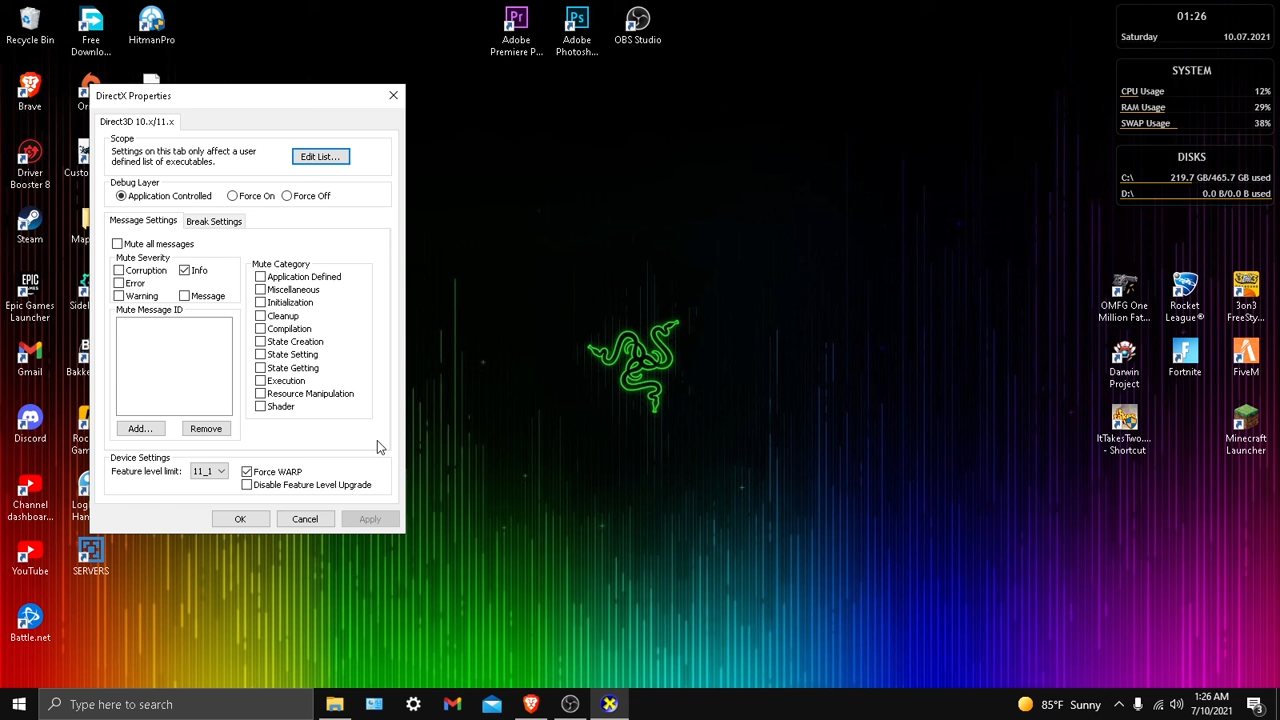 Recycle Bin
Free
Downlo...
HitmanPro
Adobe
Premiere P...
Adobe
Photosh...
OBS Studio
01:26
Saturday 10.07.2021
SYSTEM
CPU Usage 12%
RAM Usage 29%
SWAP Usage 38%
DISKS
C:\ 219.7 GB/465.7 GB used
D:\ 0.0 B/0.0 B used
Brave
Driver
Booster 8
Steam
Epic Games
Launcher
Gmail
Discord
Channel
dashboar...
YouTube
Battle.net
SERVERS
DirectX Properties
Direct3D 10.x/11.x
Scope
Settings on this tab only affect a user
defined list of executables.
Edit List...
Debug Layer
Application Controlled Force On Force Off
Message Settings Break Settings
Mute all messages
Mute Severity
Corruption Info
Error
Warning Message
Mute Message ID
Add... Remove
Mute Category
Application Defined
Miscellaneous
Initialization
Cleanup
Compilation
State Creation
State Setting
State Getting
Execution
Resource Manipulation
Shader
Device Settings
Feature level limit: 11_1 Force WARP
Disable Feature Level Upgrade
OK Cancel Apply
OMFG One
Million Fat...
Rocket
League®
3on3
FreeSty...
Darwin
Project
Fortnite
FiveM
ItTakesTwo....
- Shortcut
Minecraft
Launcher
EPIC
GAMES
Pr
Ps
Type here to search
85°F Sunny
1:26 AM
7/10/2021
3